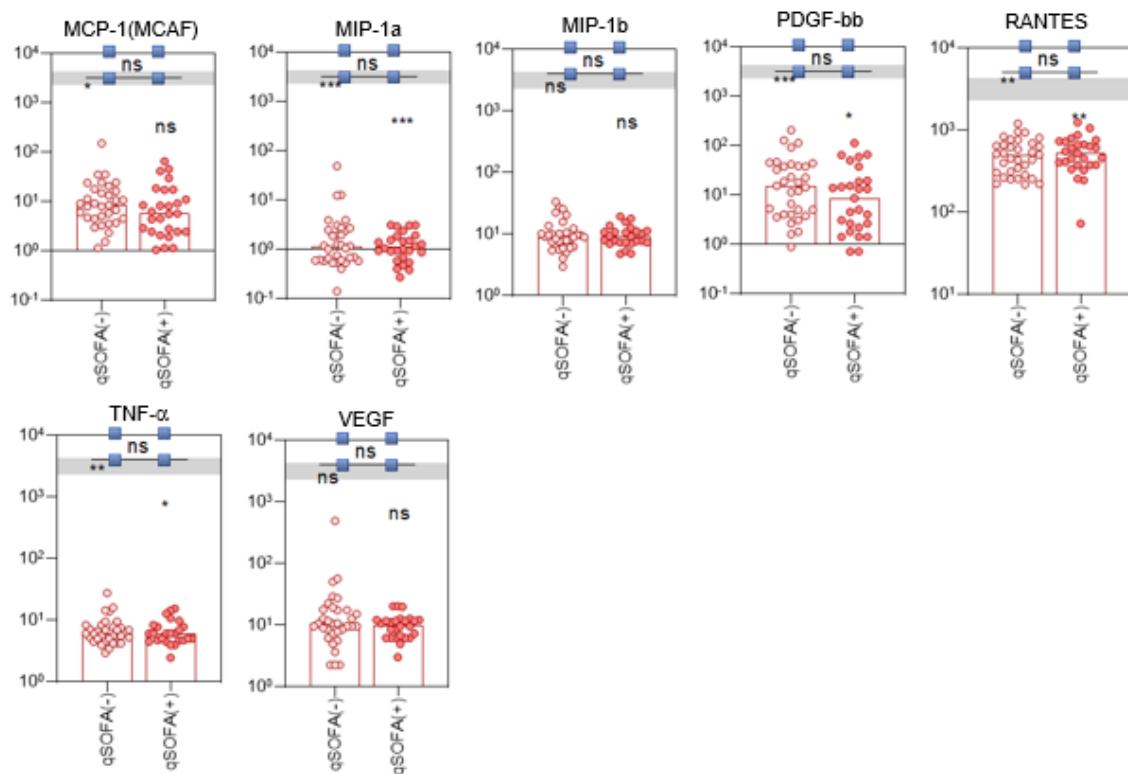 MCP-1(MCAF)
10⁴
10³
10²
10¹
10⁰
10⁻¹
ns
*
ns
qSOFA(-)
qSOFA(+)
MIP-1a
10⁴
10³
10²
10¹
10⁰
10⁻¹
ns
***
***
qSOFA(-)
qSOFA(+)
MIP-1b
10⁴
10³
10²
10¹
10⁰
ns
ns
ns
qSOFA(-)
qSOFA(+)
PDGF-bb
10⁴
10³
10²
10¹
10⁰
10⁻¹
ns
***
*
qSOFA(-)
qSOFA(+)
RANTES
10⁴
10³
10²
10¹
ns
**
**
qSOFA(-)
qSOFA(+)
TNF-α
10⁴
10³
10²
10¹
10⁰
ns
**
*
qSOFA(-)
qSOFA(+)
VEGF
10⁴
10³
10²
10¹
10⁰
ns
ns
ns
qSOFA(-)
qSOFA(+)